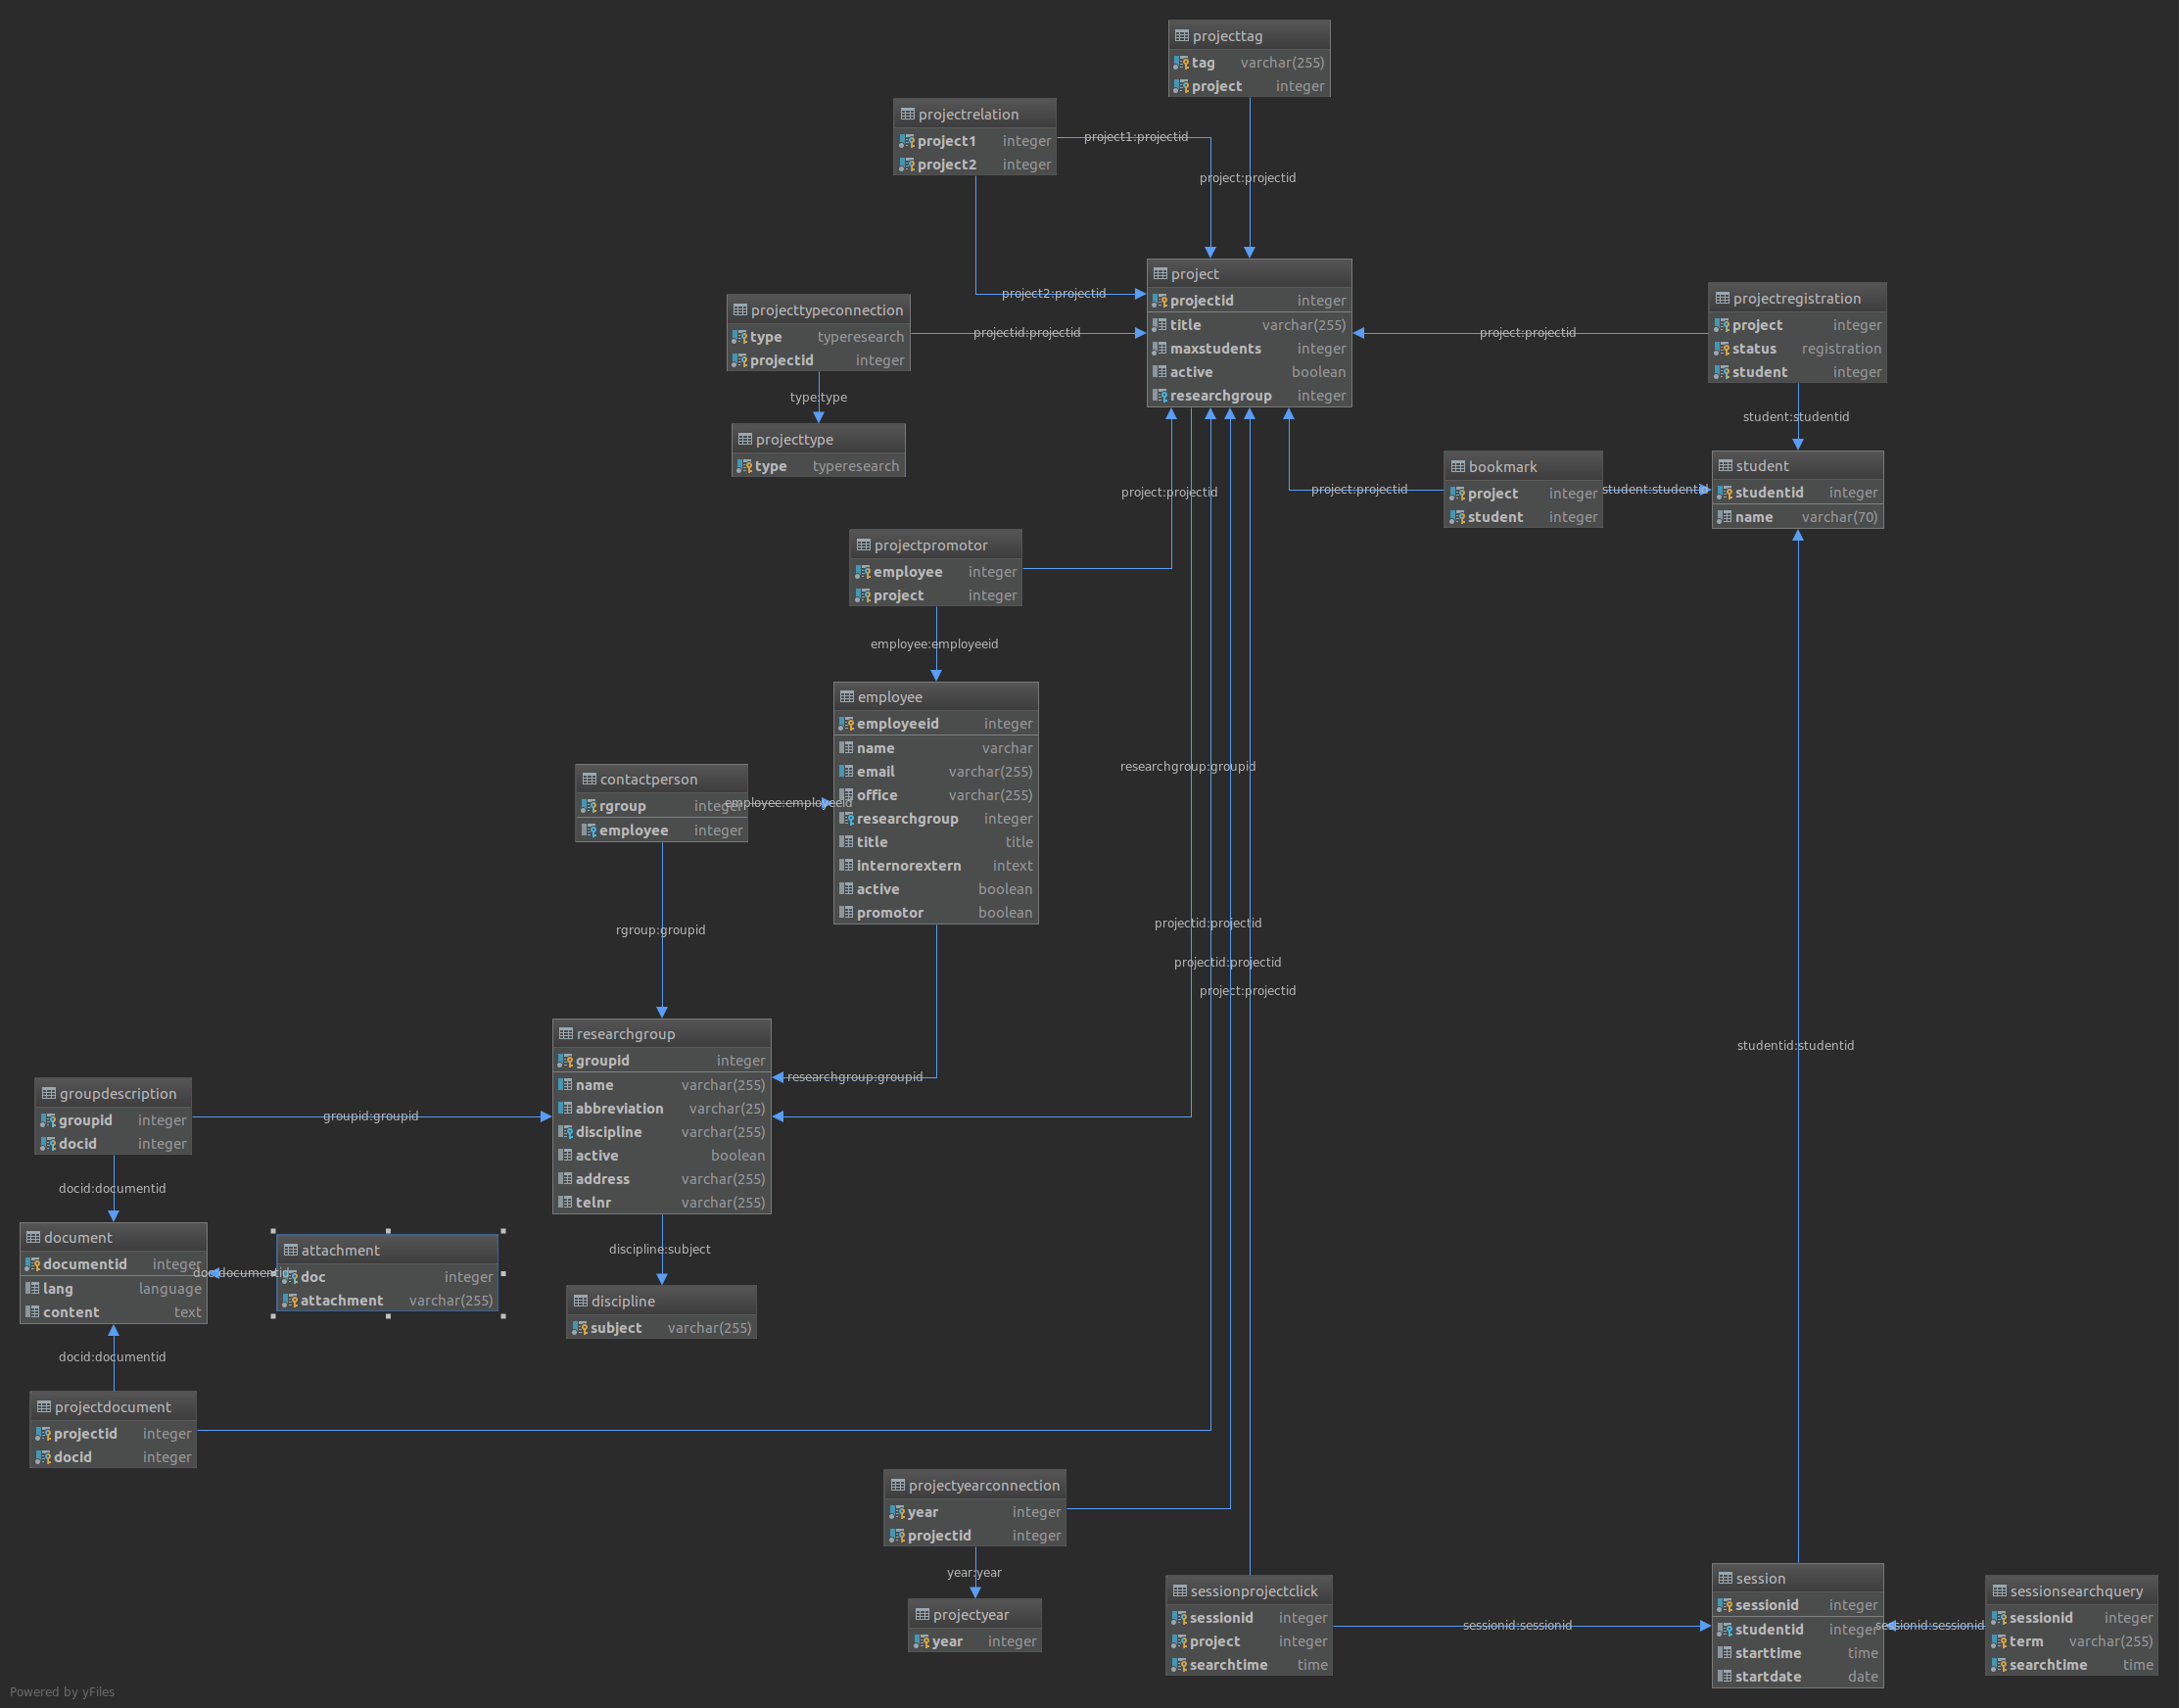 projecttag
tag varchar(255)
project integer
projectrelation
project1 integer
project2 integer
project1:projectid
project:projectid
project2:projectid
project
projectid integer
title varchar(255)
maxstudents integer
active boolean
researchgroup integer
projecttypeconnection
type typeresearch
projectid integer
projectid:projectid
type:type
projecttype
type typeresearch
projectregistration
project integer
status registration
student integer
project:projectid
student:studentid
bookmark
project integer
student integer
project:projectid
student:studentid
student
studentid integer
name varchar(70)
project:projectid
projectpromotor
employee integer
project integer
employee:employeeid
employee
employeeid integer
name varchar
email varchar(255)
office varchar(255)
researchgroup integer
title title
internorextern intext
active boolean
promotor boolean
contactperson
rgroup integer
employee integer
employee:employeeid
researchgroup:groupid
rgroup:groupid
projectid:projectid
projectid:projectid
project:projectid
researchgroup
groupid integer
name varchar(255)
abbreviation varchar(25)
discipline varchar(255)
active boolean
address varchar(255)
telnr varchar(255)
researchgroup:groupid
studentid:studentid
groupdescription
groupid integer
docid integer
groupid:groupid
docid:documentid
document
documentid integer
lang language
content text
doc:documentid
attachment
doc integer
attachment varchar(255)
discipline:subject
discipline
subject varchar(255)
docid:documentid
projectdocument
projectid integer
docid integer
projectyearconnection
year integer
projectid integer
year:year
projectyear
year integer
sessionprojectclick
sessionid integer
project integer
searchtime time
sessionid:sessionid
session
sessionid integer
studentid integer
starttime time
startdate date
sessionid:sessionid
sessionsearchquery
sessionid integer
term varchar(255)
searchtime time
Powered by yFiles